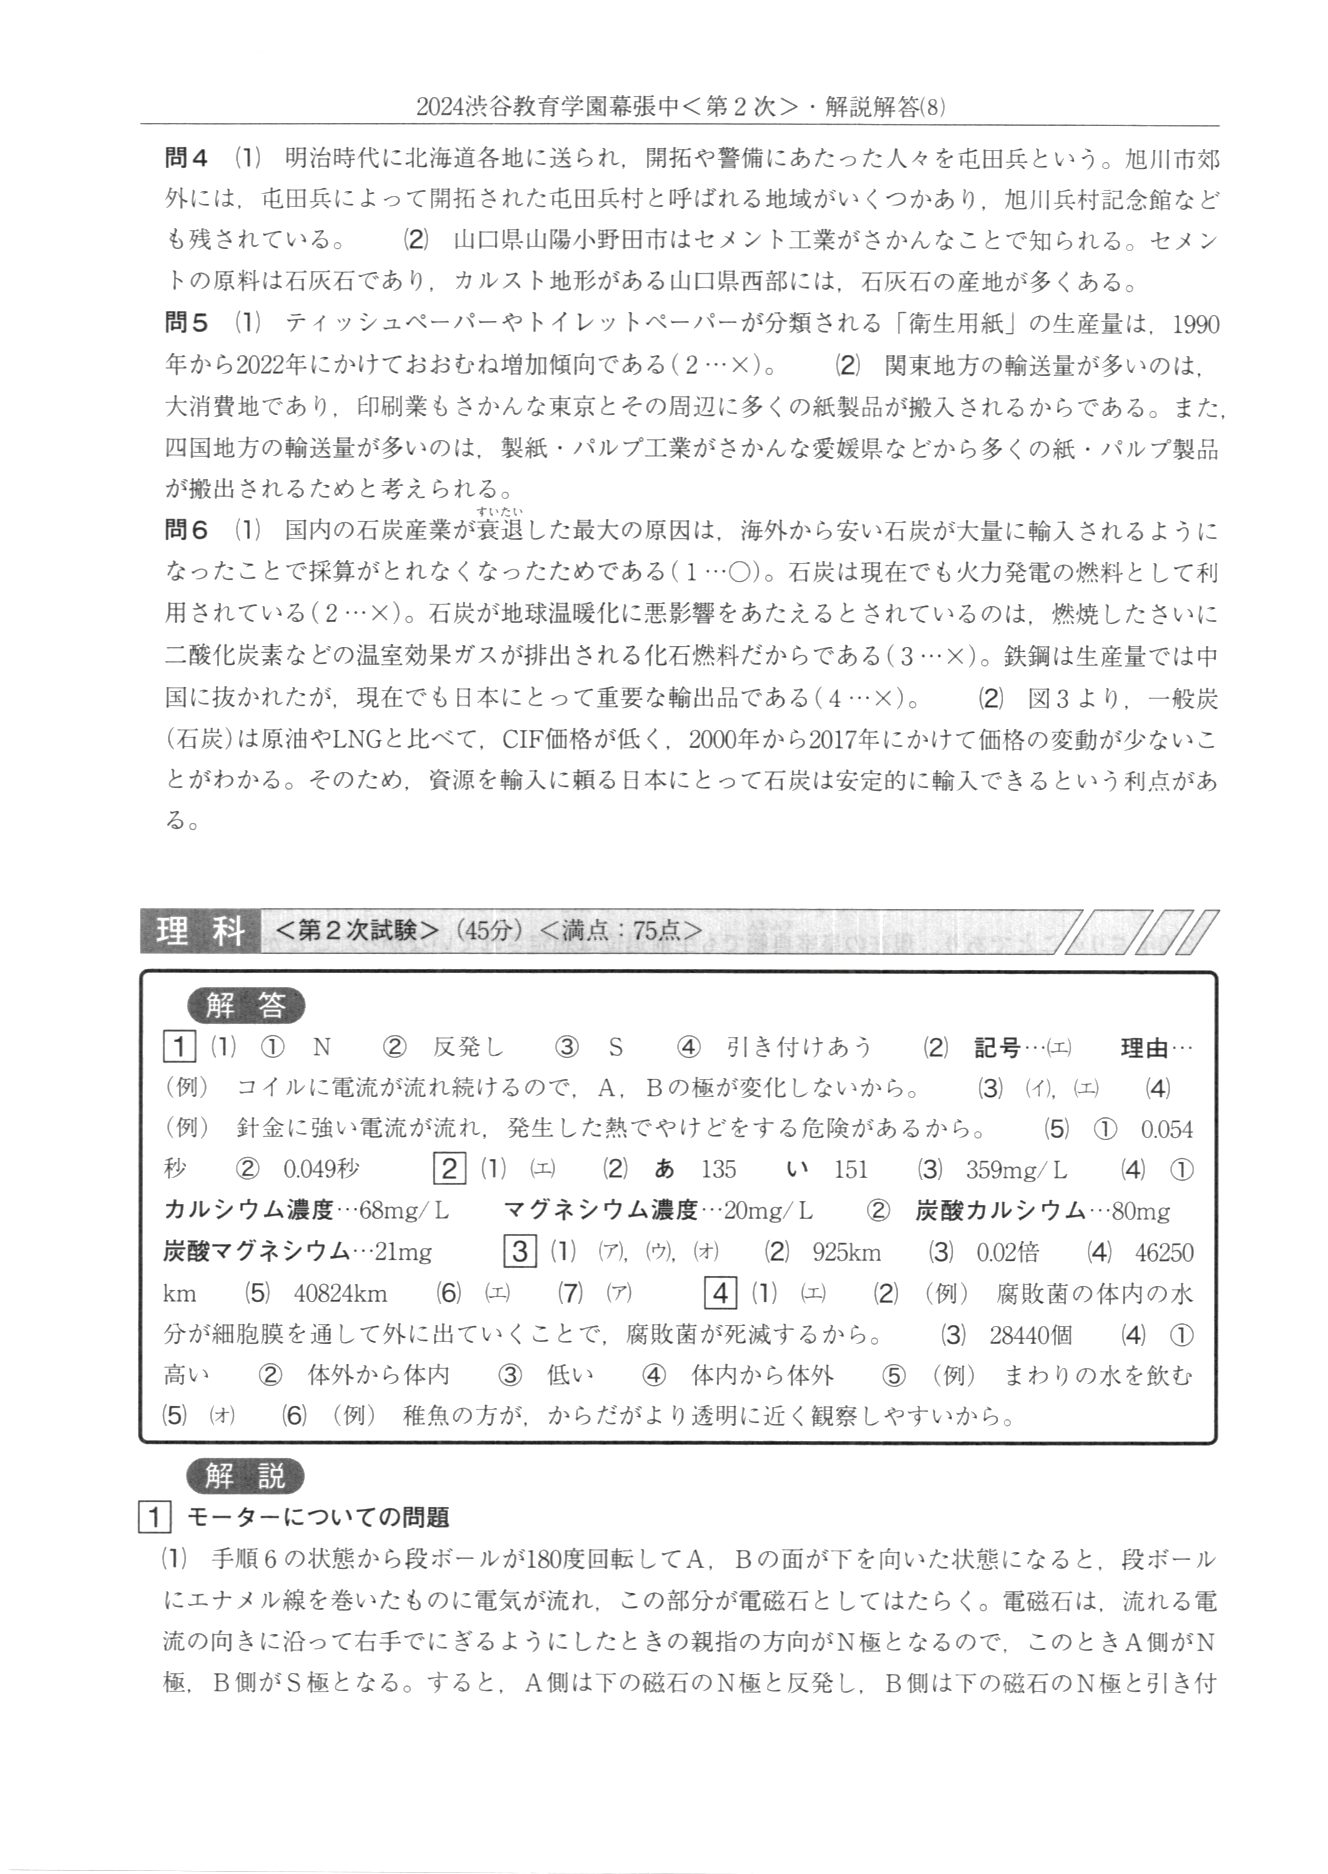 2024渋谷教育学園幕張中＜第２次＞・解説解答(8)
問４ (1) 明治時代に北海道各地に送られ，開拓や警備にあたった人々を屯田兵という。旭川市郊
外には，屯田兵によって開拓された屯田兵村と呼ばれる地域がいくつかあり，旭川兵村記念館など
も残されている。 (2) 山口県山陽小野田市はセメント工業がさかんなことで知られる。セメン
トの原料は石灰石であり，カルスト地形がある山口県西部には，石灰石の産地が多くある。
問５ (1) ティッシュペーパーやトイレットペーパーが分類される「衛生用紙」の生産量は，1990
年から2022年にかけておおむね増加傾向である(２…×)。 (2) 関東地方の輸送量が多いのは，
大消費地であり，印刷業もさかんな東京とその周辺に多くの紙製品が搬入されるからである。また，
四国地方の輸送量が多いのは，製紙・パルプ工業がさかんな愛媛県などから多くの紙・パルプ製品
が搬出されるためと考えられる。
すいたい
問６ (1) 国内の石炭産業が衰退した最大の原因は，海外から安い石炭が大量に輸入されるように
なったことで採算がとれなくなったためである(１…○)。石炭は現在でも火力発電の燃料として利
用されている(２…×)。石炭が地球温暖化に悪影響をあたえるとされているのは，燃焼したさいに
二酸化炭素などの温室効果ガスが排出される化石燃料だからである(３…×)。鉄鋼は生産量では中
国に抜かれたが，現在でも日本にとって重要な輸出品である(４…×)。 (2) 図３より，一般炭
(石炭)は原油やLNGと比べて，CIF価格が低く，2000年から2017年にかけて価格の変動が少ないこ
とがわかる。そのため，資源を輸入に頼る日本にとって石炭は安定的に輸入できるという利点があ
る。
理科 ＜第２次試験＞ (45分) ＜満点：75点＞
解答
1 (1) ① Ｎ ② 反発し ③ Ｓ ④ 引き付けあう (2) 記号…(エ) 理由…
(例) コイルに電流が流れ続けるので，Ａ，Ｂの極が変化しないから。 (3) (イ)，(エ) (4)
(例) 針金に強い電流が流れ，発生した熱でやけどをする危険があるから。 (5) ① 0.054
秒 ② 0.049秒 2 (1) (エ) (2) あ 135 い 151 (3) 359mg/Ｌ (4) ①
カルシウム濃度…68mg/Ｌ マグネシウム濃度…20mg/Ｌ ② 炭酸カルシウム…80mg
炭酸マグネシウム…21mg 3 (1) (ア)，(ウ)，(オ) (2) 925km (3) 0.02倍 (4) 46250
km (5) 40824km (6) (エ) (7) (ア) 4 (1) (エ) (2) (例) 腐敗菌の体内の水
分が細胞膜を通して外に出ていくことで，腐敗菌が死滅するから。 (3) 28440個 (4) ①
高い ② 体外から体内 ③ 低い ④ 体内から体外 ⑤ (例) まわりの水を飲む
(5) (オ) (6) (例) 稚魚の方が，からだがより透明に近く観察しやすいから。
解説
1 モーターについての問題
(1) 手順６の状態から段ボールが180度回転してＡ，Ｂの面が下を向いた状態になると，段ボール
にエナメル線を巻いたものに電気が流れ，この部分が電磁石としてはたらく。電磁石は，流れる電
流の向きに沿って右手でにぎるようにしたときの親指の方向がＮ極となるので，このときＡ側がＮ
極，Ｂ側がＳ極となる。すると，Ａ側は下の磁石のＮ極と反発し，Ｂ側は下の磁石のＮ極と引き付